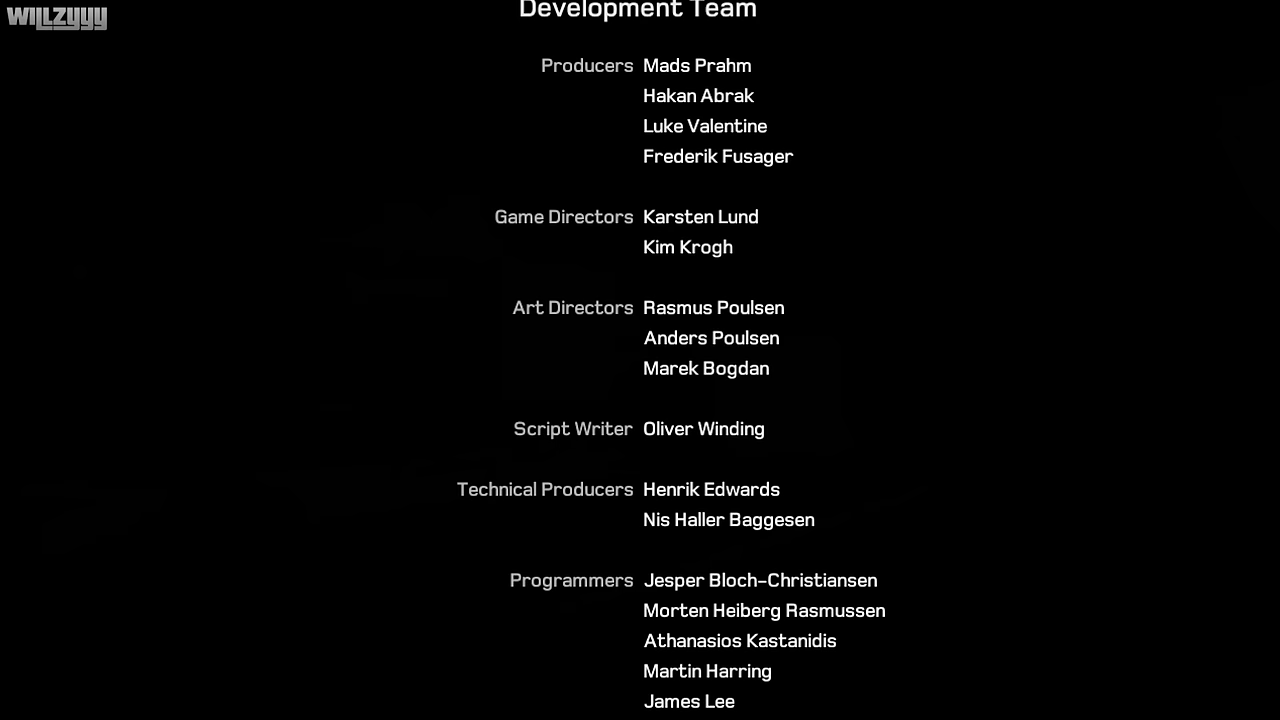 WILLZYYY
Development Team
Producers Mads Prahm
Hakan Abrak
Luke Valentine
Frederik Fusager
Game Directors Karsten Lund
Kim Krogh
Art Directors Rasmus Poulsen
Anders Poulsen
Marek Bogdan
Script Writer Oliver Winding
Technical Producers Henrik Edwards
Nis Haller Baggesen
Programmers Jesper Bloch-Christiansen
Morten Heiberg Rasmussen
Athanasios Kastanidis
Martin Harring
James Lee